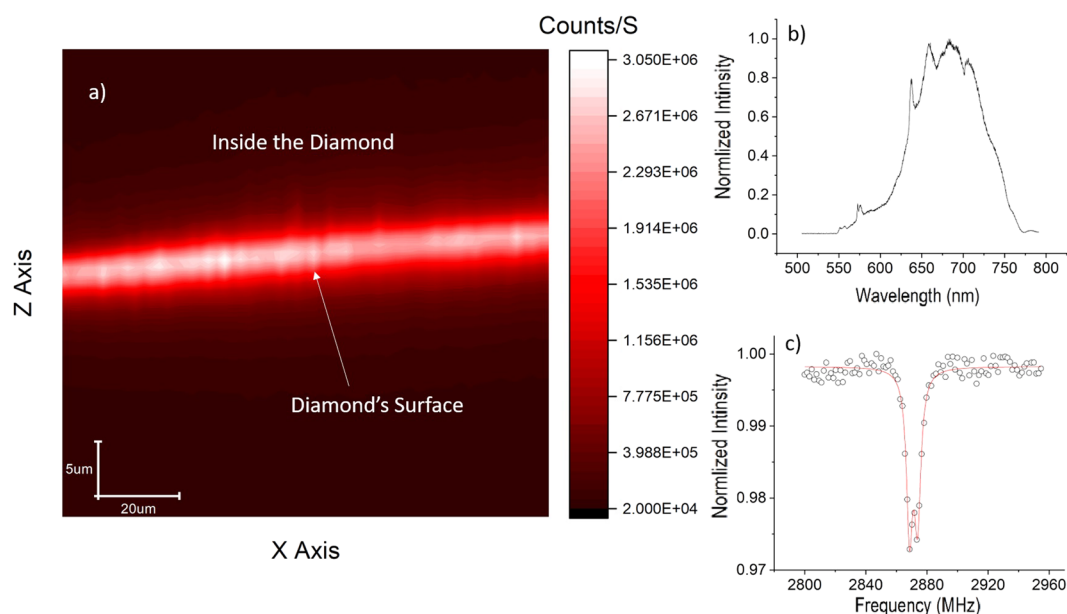 Counts/S
a)
Inside the Diamond
Diamond's Surface
Z Axis
X Axis
5um
20um
3.050E+06
2.671E+06
2.293E+06
1.914E+06
1.535E+06
1.156E+06
7.775E+05
3.988E+05
2.000E+04
b)
Normlized Intinsity
1.0
0.8
0.6
0.4
0.2
0.0
500 550 600 650 700 750 800
Wavelength (nm)
c)
Normlized Intinsity
1.00
0.99
0.98
0.97
2800 2840 2880 2920 2960
Frequency (MHz)